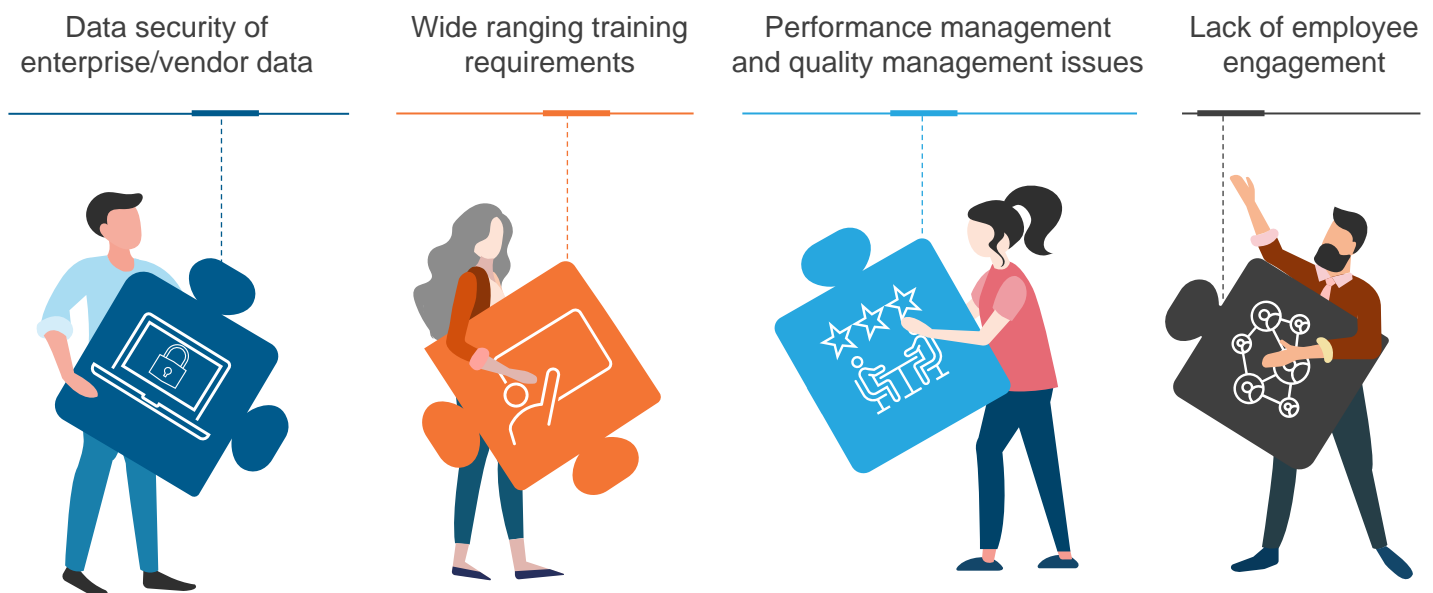 Data security of
enterprise/vendor data
Wide ranging training
requirements
Performance management
and quality management issues
Lack of employee
engagement